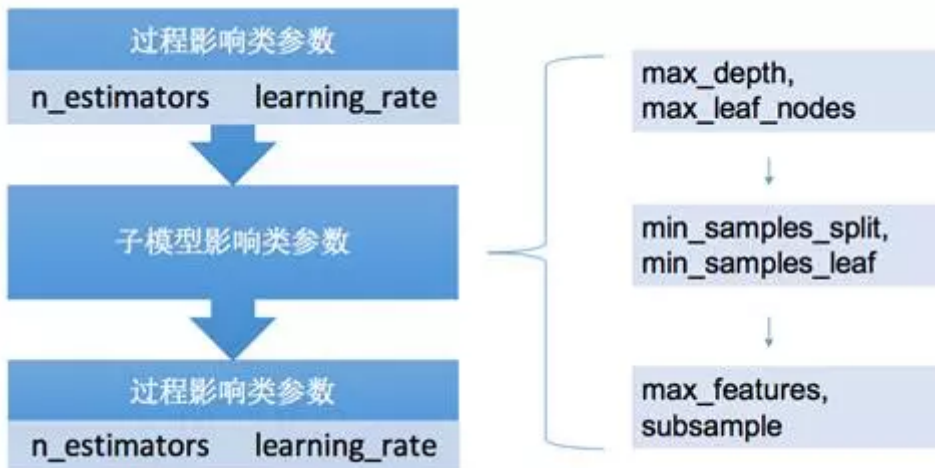 过程影响类参数
n_estimators learning_rate
子模型影响类参数
过程影响类参数
n_estimators learning_rate
max_depth,
max_leaf_nodes
min_samples_split,
min_samples_leaf
max_features,
subsample